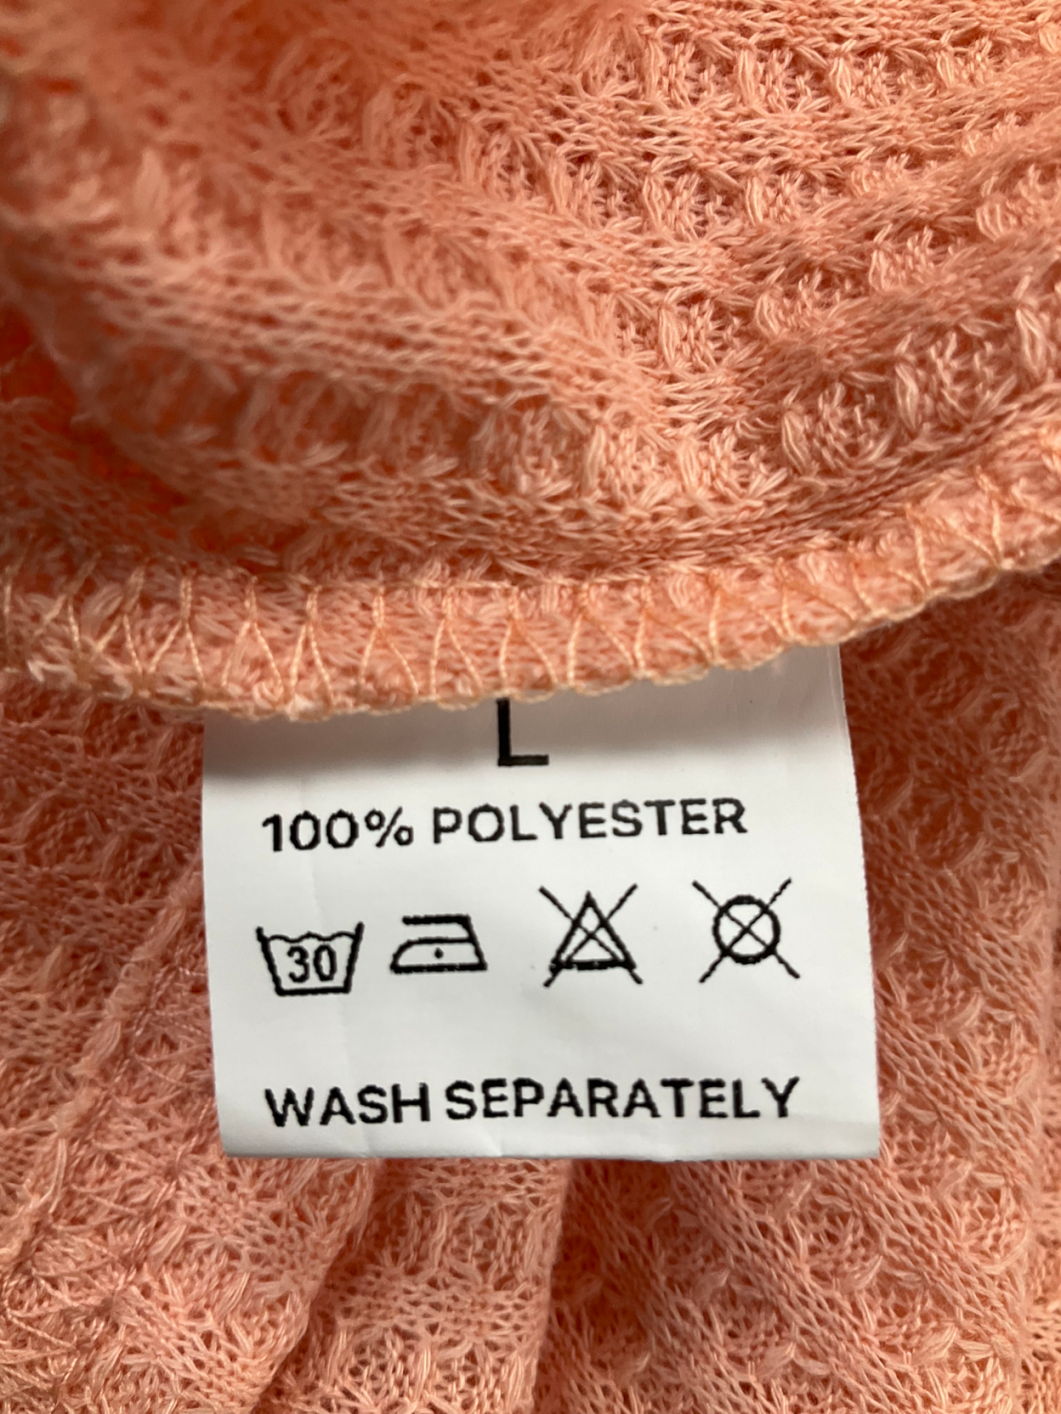 L
100% POLYESTER
30
WASH SEPARATELY